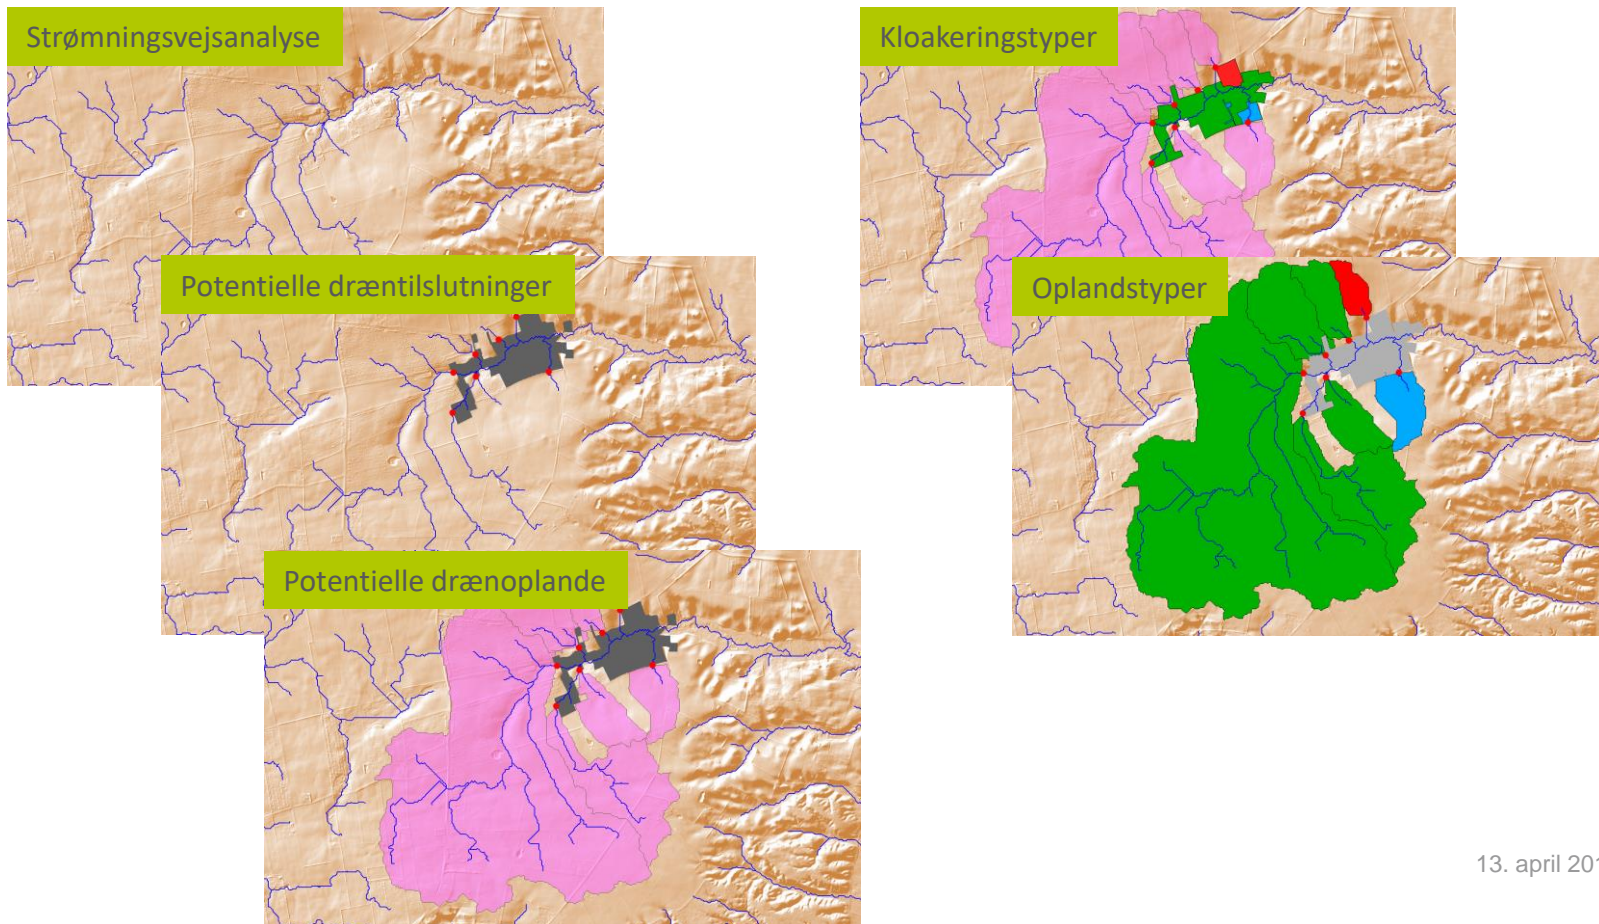 Strømningsvejsanalyse
Potentielle dræntilslutninger
Potentielle drænoplande
Kloakeringstyper
Oplandstyper
13. april